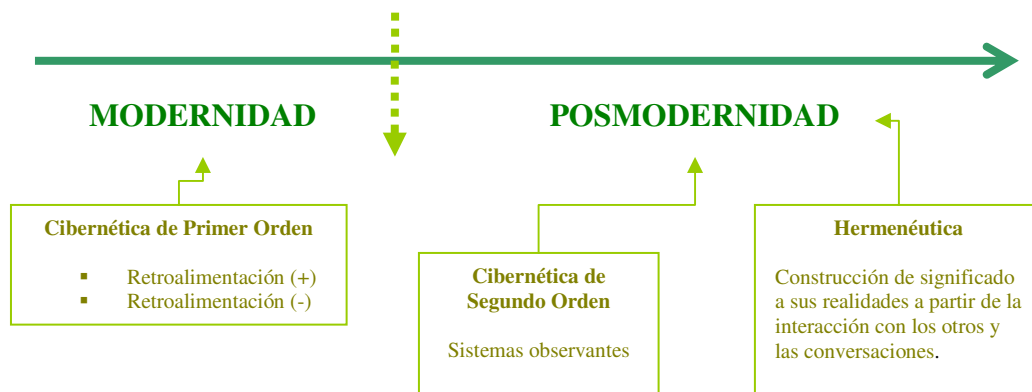 MODERNIDAD
POSMODERNIDAD
Cibernética de Primer Orden
▪ Retroalimentación (+)
▪ Retroalimentación (-)
Cibernética de
Segundo Orden
Sistemas observantes
Hermenéutica
Construcción de significado
a sus realidades a partir de la
interacción con los otros y
las conversaciones.